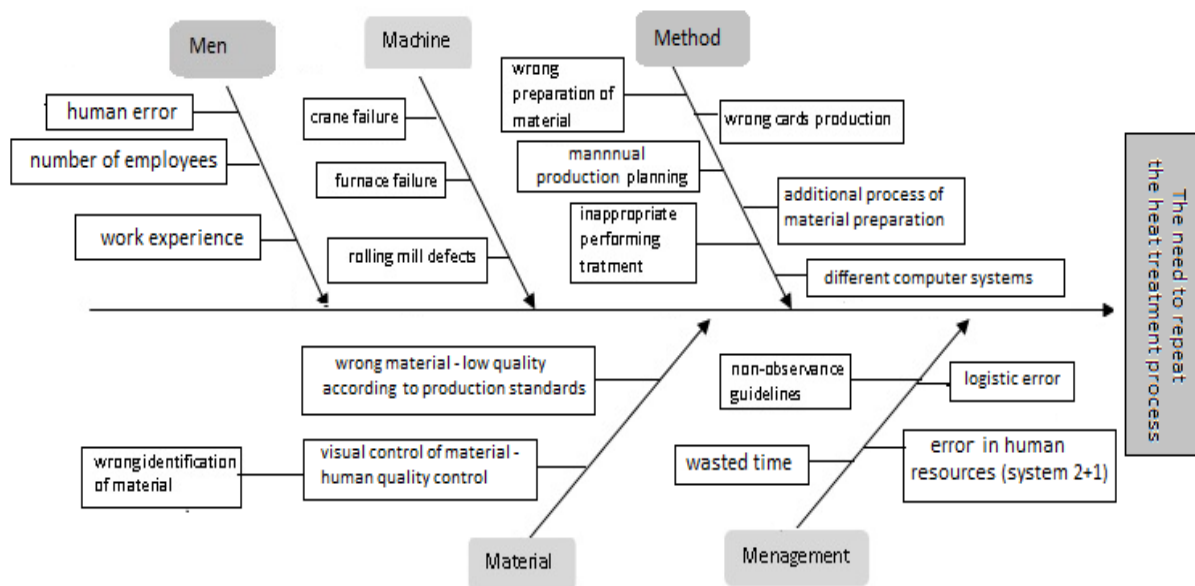 Men
Machine
Method
human error
number of employees
work experience
crane failure
furnace failure
rolling mill defects
wrong
preparation of
material
wrong cards production
mannnual
production planning
additional process of
material preparation
inappropriate
performing
tratment
different computer systems
The need to repeat
the heat treatment process
wrong material - low quality
according to production standards
wrong identification
of material
visual control of material -
human quality control
non-observance
guidelines
logistic error
wasted time
error in human
resources (system 2+1)
Material
Menagement